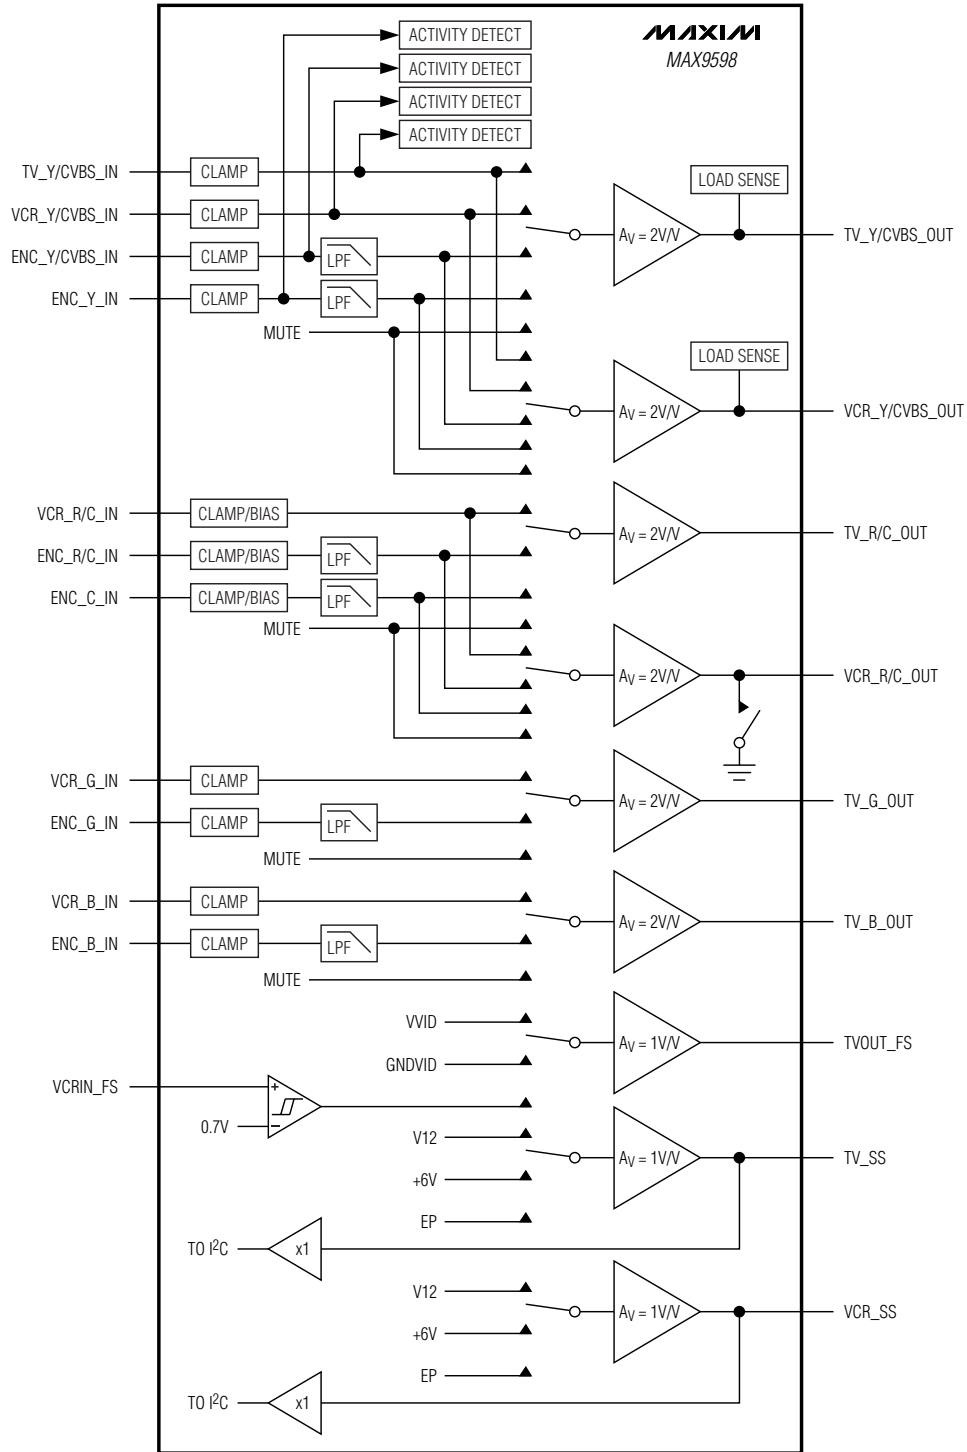 ACTIVITY DETECT
MAXIM
MAX9598
ACTIVITY DETECT
ACTIVITY DETECT
ACTIVITY DETECT
TV_Y/CVBS_IN CLAMP
LOAD SENSE
VCR_Y/CVBS_IN CLAMP
AV = 2V/V TV_Y/CVBS_OUT
ENC_Y/CVBS_IN CLAMP LPF
ENC_Y_IN CLAMP LPF
MUTE
LOAD SENSE
AV = 2V/V VCR_Y/CVBS_OUT
VCR_R/C_IN CLAMP/BIAS
AV = 2V/V TV_R/C_OUT
ENC_R/C_IN CLAMP/BIAS LPF
ENC_C_IN CLAMP/BIAS LPF
MUTE
AV = 2V/V VCR_R/C_OUT
VCR_G_IN CLAMP
AV = 2V/V TV_G_OUT
ENC_G_IN CLAMP LPF
MUTE
VCR_B_IN CLAMP
AV = 2V/V TV_B_OUT
ENC_B_IN CLAMP LPF
MUTE
VVID
AV = 1V/V TVOUT_FS
GNDVID
VCRIN_FS +
0.7V −
V12
AV = 1V/V TV_SS
+6V
EP
TO I2C x1
V12
AV = 1V/V VCR_SS
+6V
EP
TO I2C x1